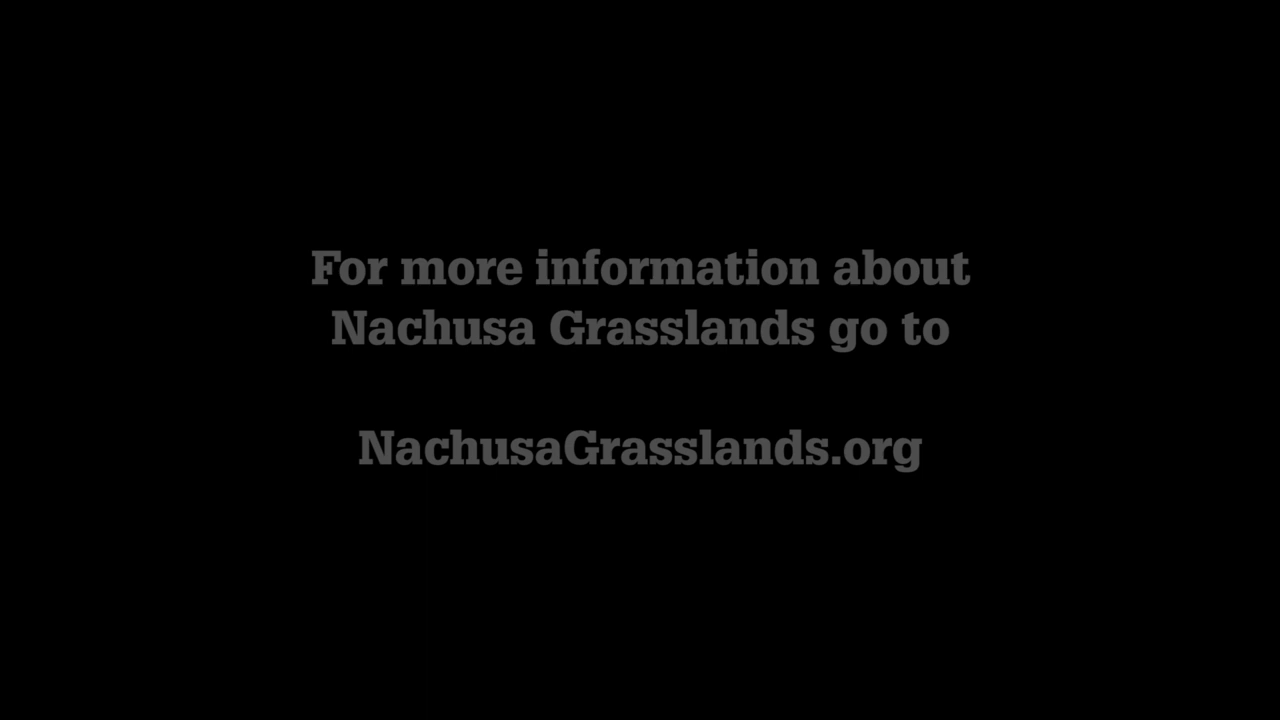 For more information about
Nachusa Grasslands go to
NachusaGrasslands.org